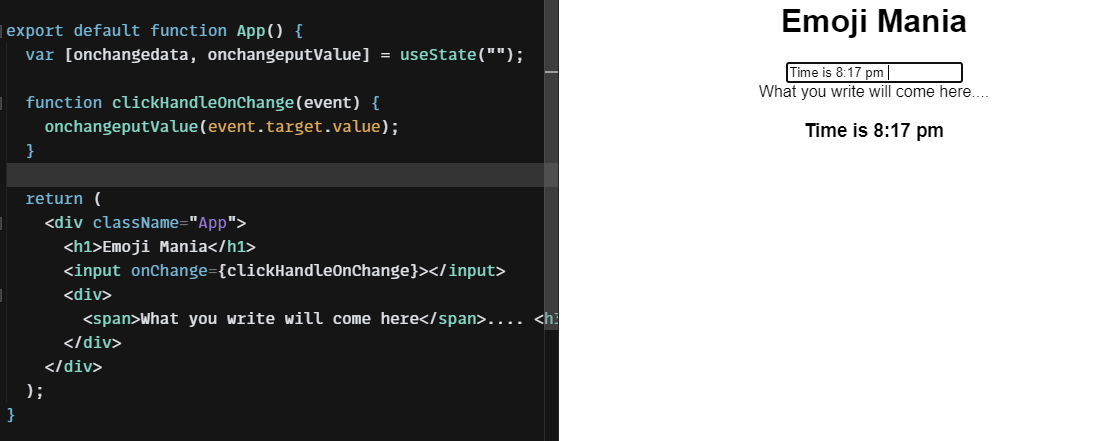 export default function App() {
var [onchangedata, onchangeputValue] = useState("");
function clickHandleOnChange(event) {
onchangeputValue(event.target.value);
}
return (
<div className="App">
<h1>Emoji Mania</h1>
<input onChange={clickHandleOnChange}></input>
<div>
<span>What you write will come here</span>.... <h3
</div>
</div>
);
}
Emoji Mania
Time is 8:17 pm
What you write will come here....
Time is 8:17 pm